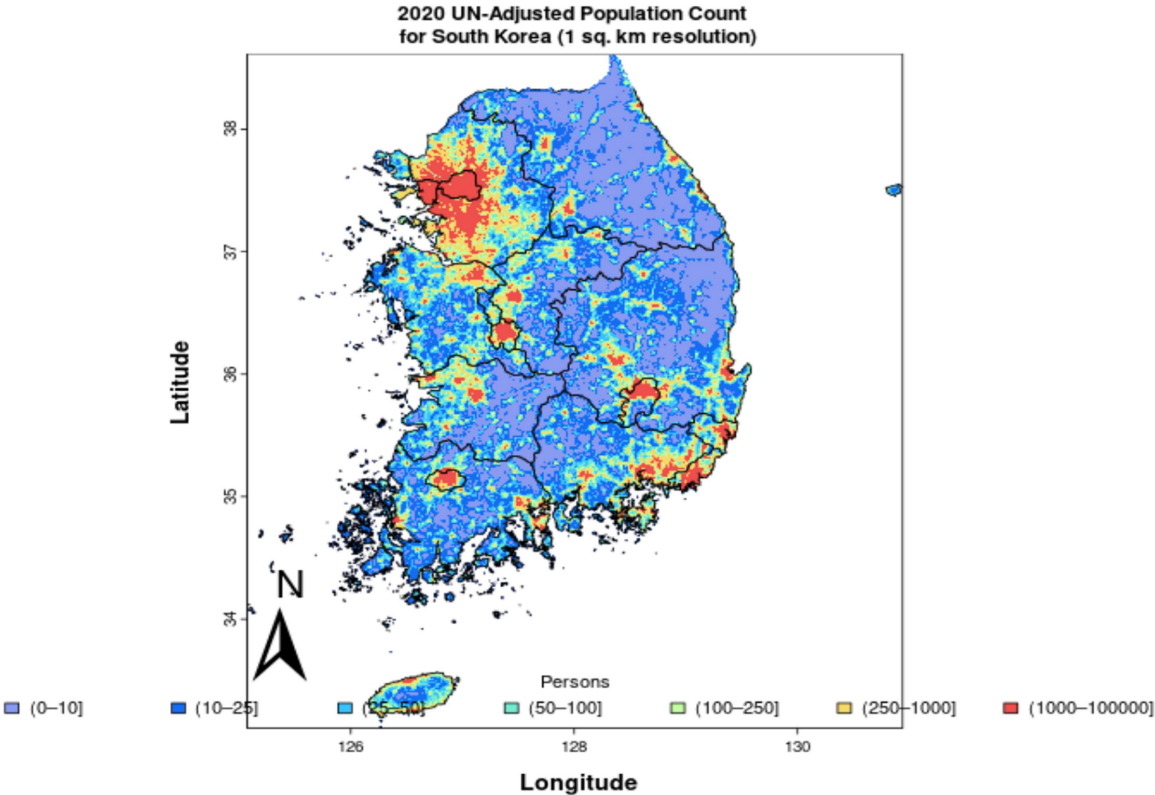 2020 UN-Adjusted Population Count
for South Korea (1 sq. km resolution)
Latitude
38
37
36
35
34
N
Persons
(0–10]
(10–25]
(25–50]
(50–100]
(100–250]
(250–1000]
(1000–100000]
126
128
130
Longitude